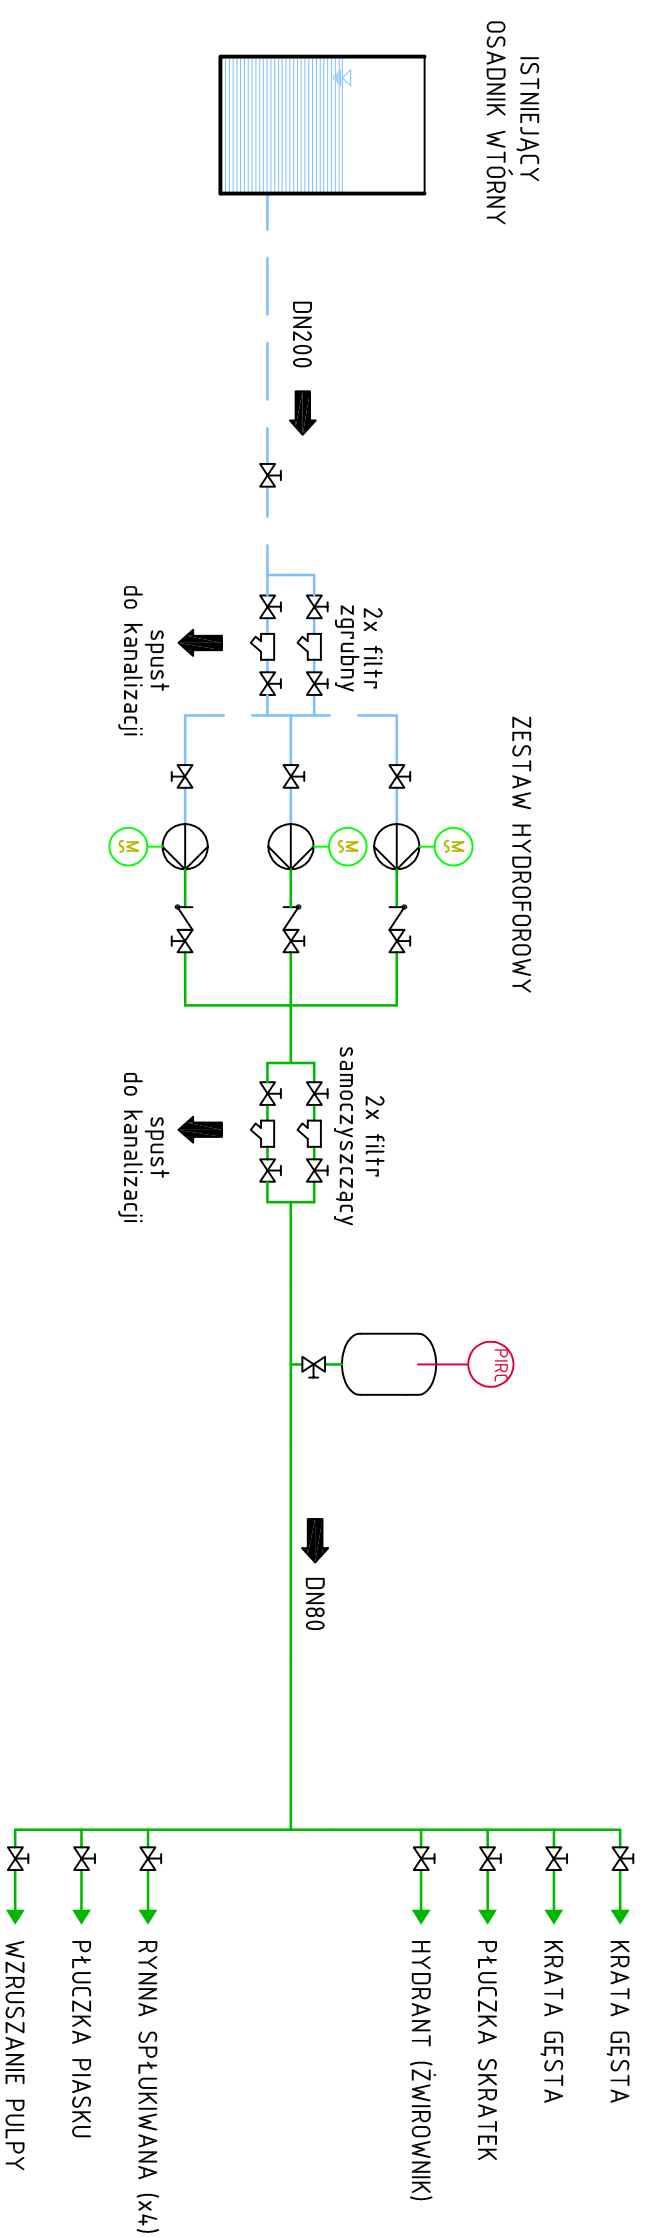 ISTNIEJĄCY
OSADNIK WTÓRNY
DN200
2x filtr
zgrubny
spust
do kanalizacji
ZESTAW HYDROFOROWY
M
S
M
S
M
S
2x filtr
samoczyszczący
spust
do kanalizacji
PIRC
DN80
KRATA GĘSTA
KRATA GĘSTA
PŁUCZKA SKRATEK
HYDRANT (ŻWIROWNIK)
RYNNA SPŁUKIWANA (x4)
PŁUCZKA PIASKU
WZRUSZANIE PULPY